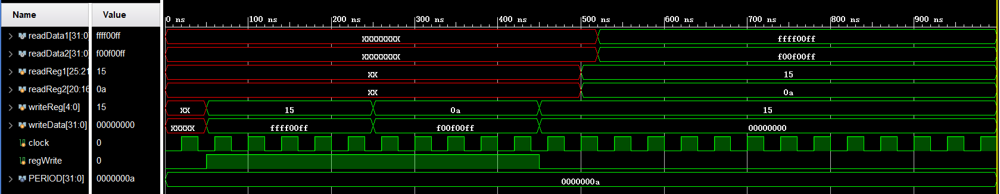 Name Value 0 ns 100 ns 200 ns 300 ns 400 ns 500 ns 600 ns 700 ns 800 ns 900 ns
readData1[31:0 ffff00ff XXXXXXXX ffff00ff
readData2[31:0 f00f00ff XXXXXXXX f00f00ff
readReg1[25:21 15 XX 15
readReg2[20:16 0a XX 0a
writeReg[4:0] 15 XX 15 0a 15
writeData[31:0] 00000000 XXXXX ffff00ff f00f00ff 00000000
clock 0
regWrite 0
PERIOD[31:0] 0000000a 0000000a